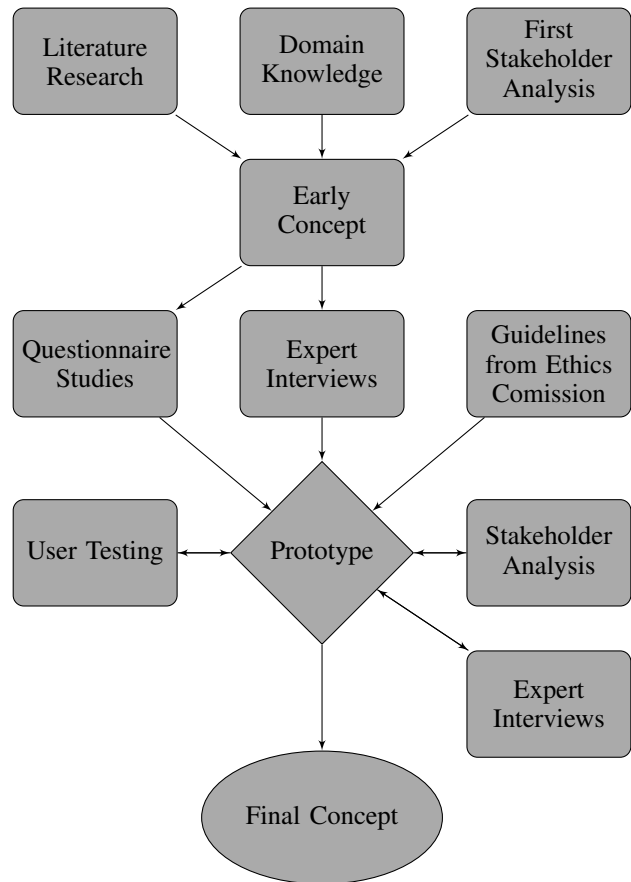 Literature
Research
Domain
Knowledge
First
Stakeholder
Analysis
Early
Concept
Questionnaire
Studies
Expert
Interviews
Guidelines
from Ethics
Comission
User Testing
Prototype
Stakeholder
Analysis
Expert
Interviews
Final Concept